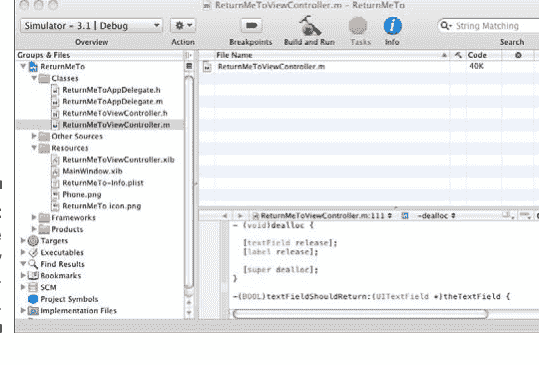 ReturnMeToViewController.m – ReturnMeTo
Simulator - 3.1 | Debug
String Matching
Overview
Action
Breakpoints
Build and Run
Tasks
Info
Search
Groups & Files
ReturnMeTo
Classes
ReturnMeToAppDelegate.h
ReturnMeToAppDelegate.m
ReturnMeToViewController.h
ReturnMeToViewController.m
Other Sources
Resources
ReturnMeToViewController.xib
MainWindow.xib
ReturnMeTo-Info.plist
Phone.png
ReturnMeTo icon.png
Frameworks
Products
Targets
Executables
Find Results
Bookmarks
SCM
Project Symbols
Implementation Files
File Name
Code
ReturnMeToViewController.m
40K
ReturnMeToViewController.m:111
-dealloc
- (void)dealloc {
[textField release];
[label release];
[super dealloc];
}
-(BOOL)textFieldShouldReturn:(UITextField *)theTextField {